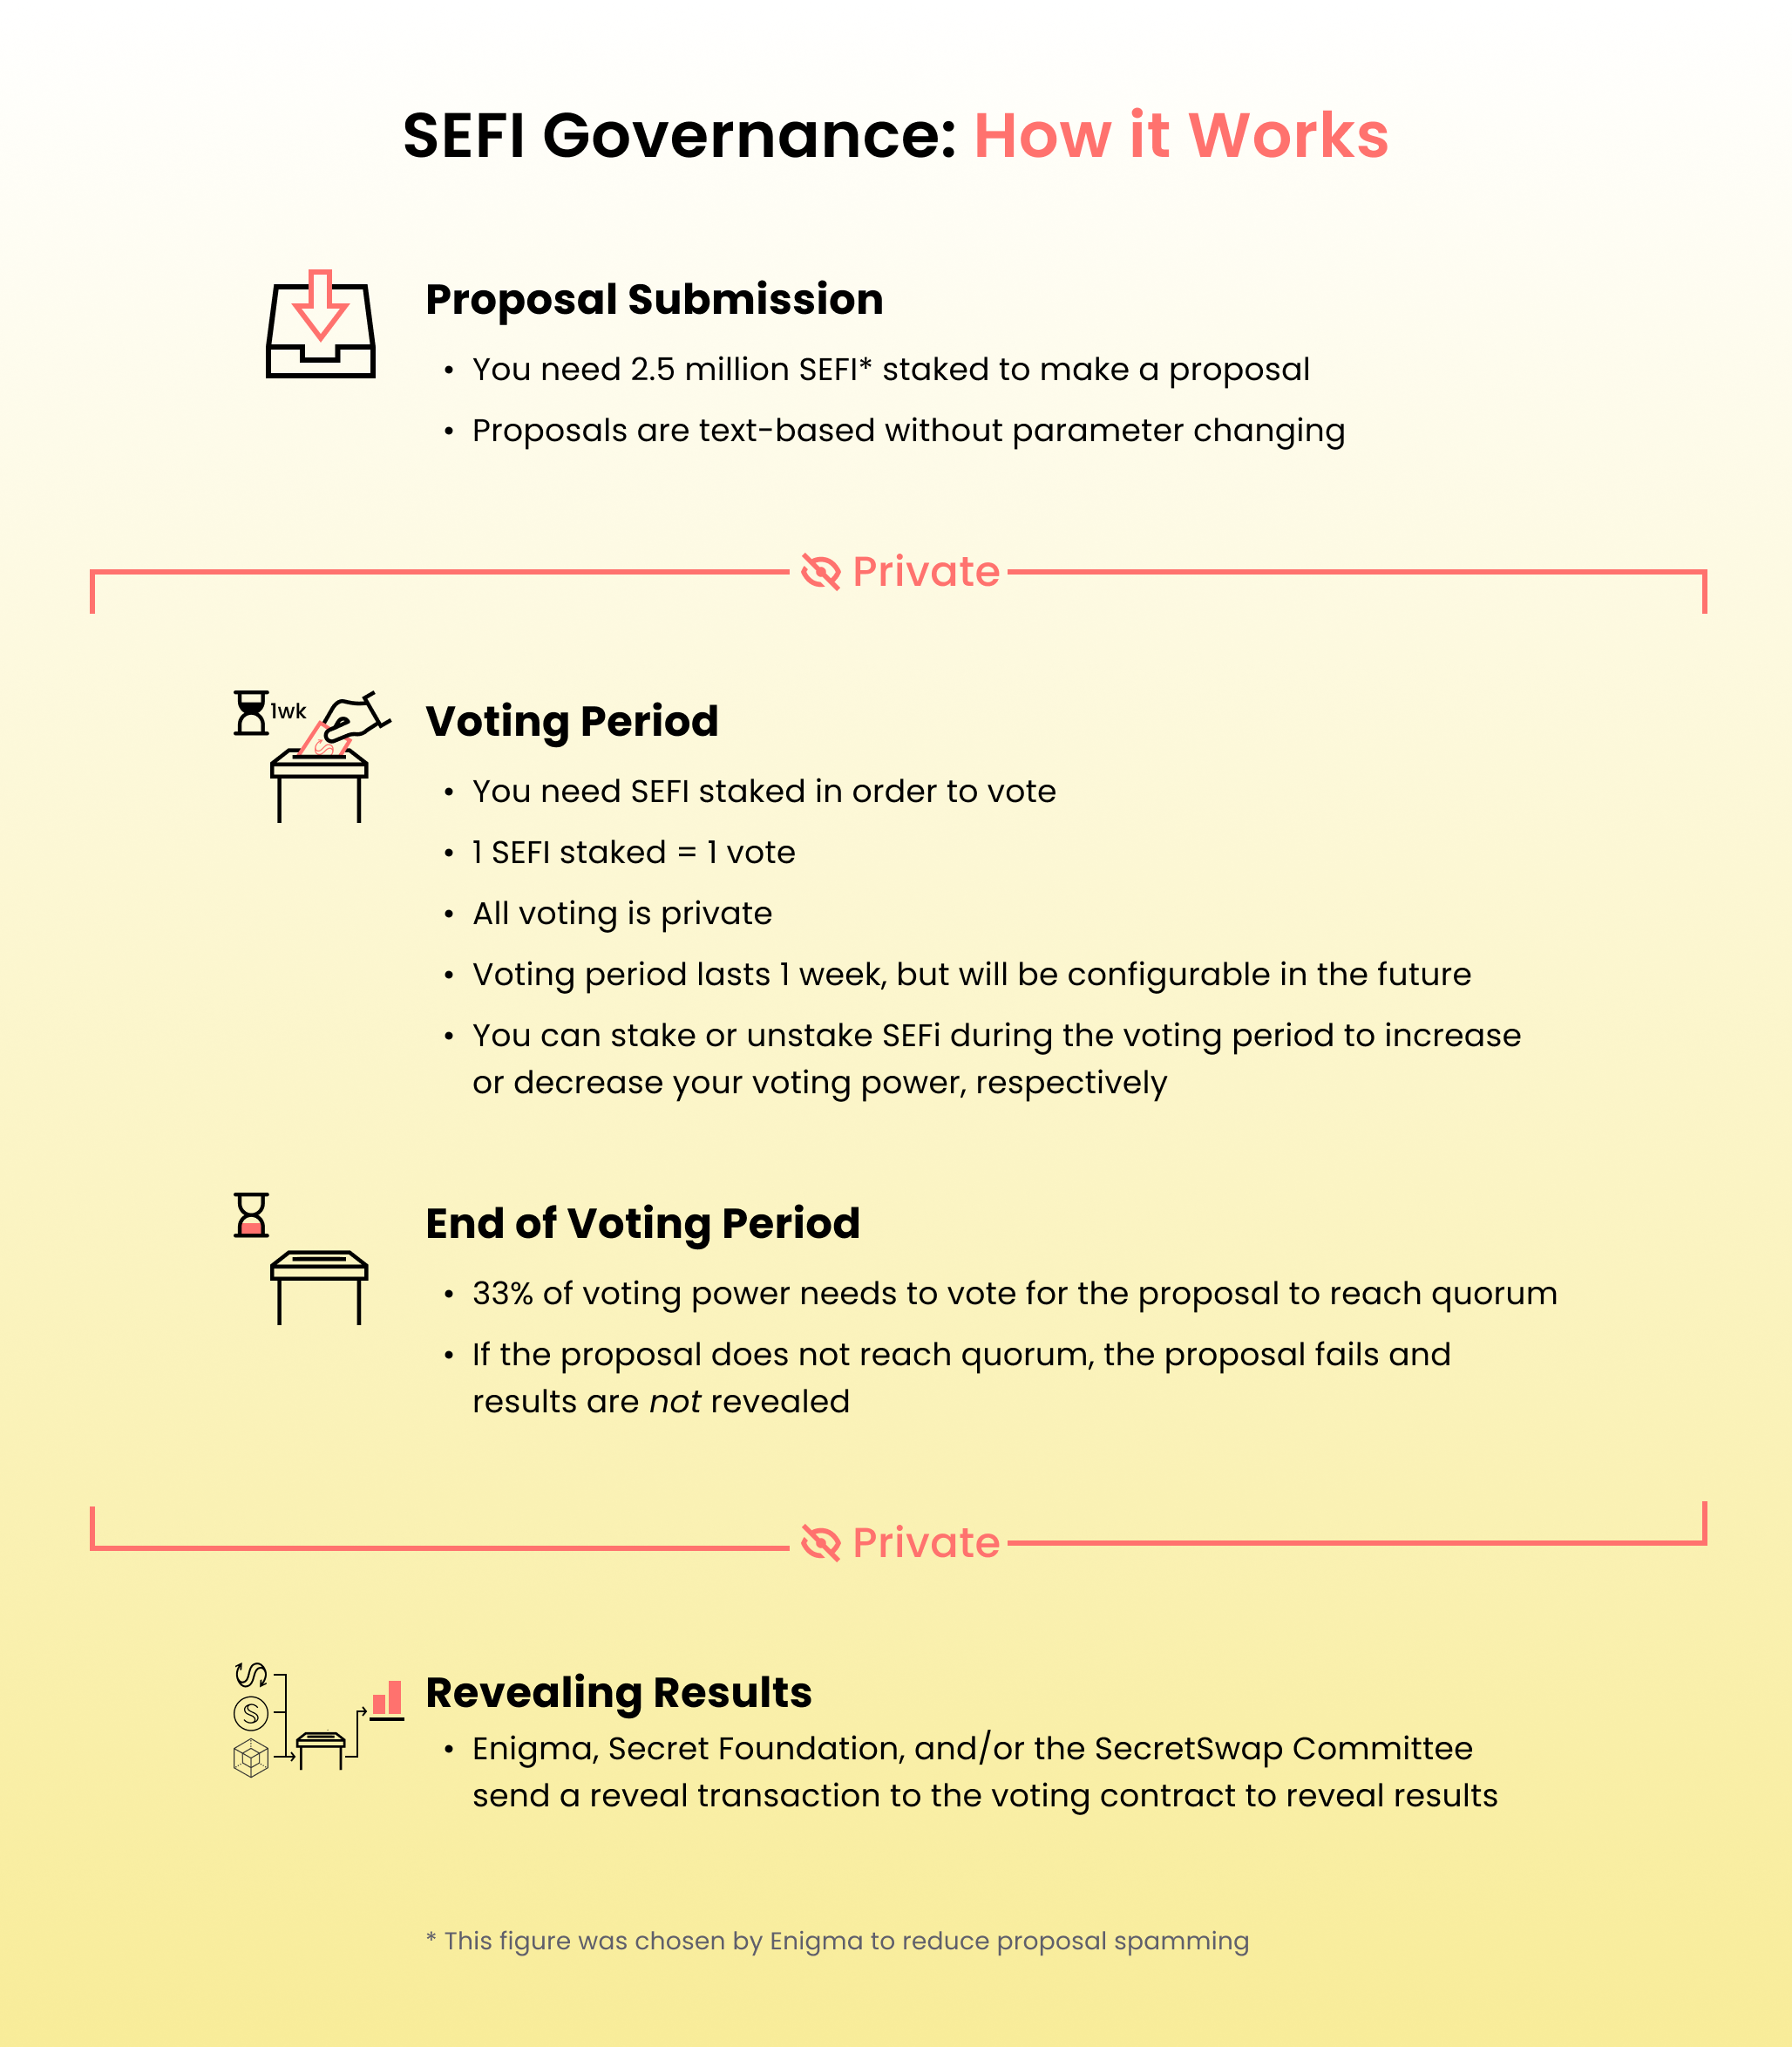 SEFI Governance: How it Works
Proposal Submission
• You need 2.5 million SEFI* staked to make a proposal
• Proposals are text-based without parameter changing
Private
1wk
Voting Period
• You need SEFI staked in order to vote
• 1 SEFI staked = 1 vote
• All voting is private
• Voting period lasts 1 week, but will be configurable in the future
• You can stake or unstake SEFi during the voting period to increase
or decrease your voting power, respectively
End of Voting Period
• 33% of voting power needs to vote for the proposal to reach quorum
• If the proposal does not reach quorum, the proposal fails and
results are not revealed
Private
Revealing Results
• Enigma, Secret Foundation, and/or the SecretSwap Committee
send a reveal transaction to the voting contract to reveal results
* This figure was chosen by Enigma to reduce proposal spamming